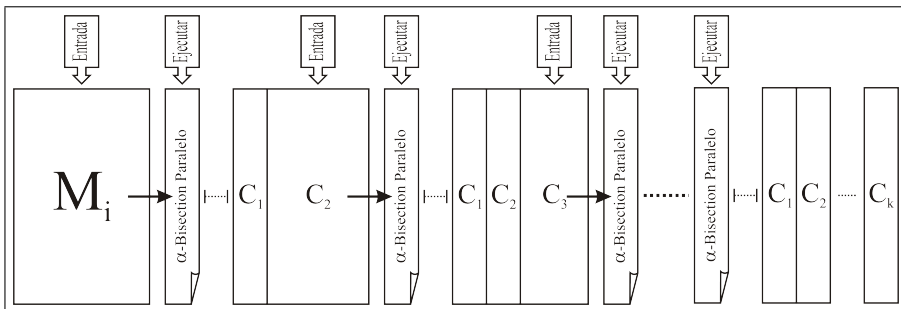 Entrada
Ejecutar
Entrada
Ejecutar
Entrada
Ejecutar
Ejecutar
Mi
α-Bisection Paralelo
C1
C2
α-Bisection Paralelo
C1
C2
C3
α-Bisection Paralelo
α-Bisection Paralelo
C1
C2
Ck